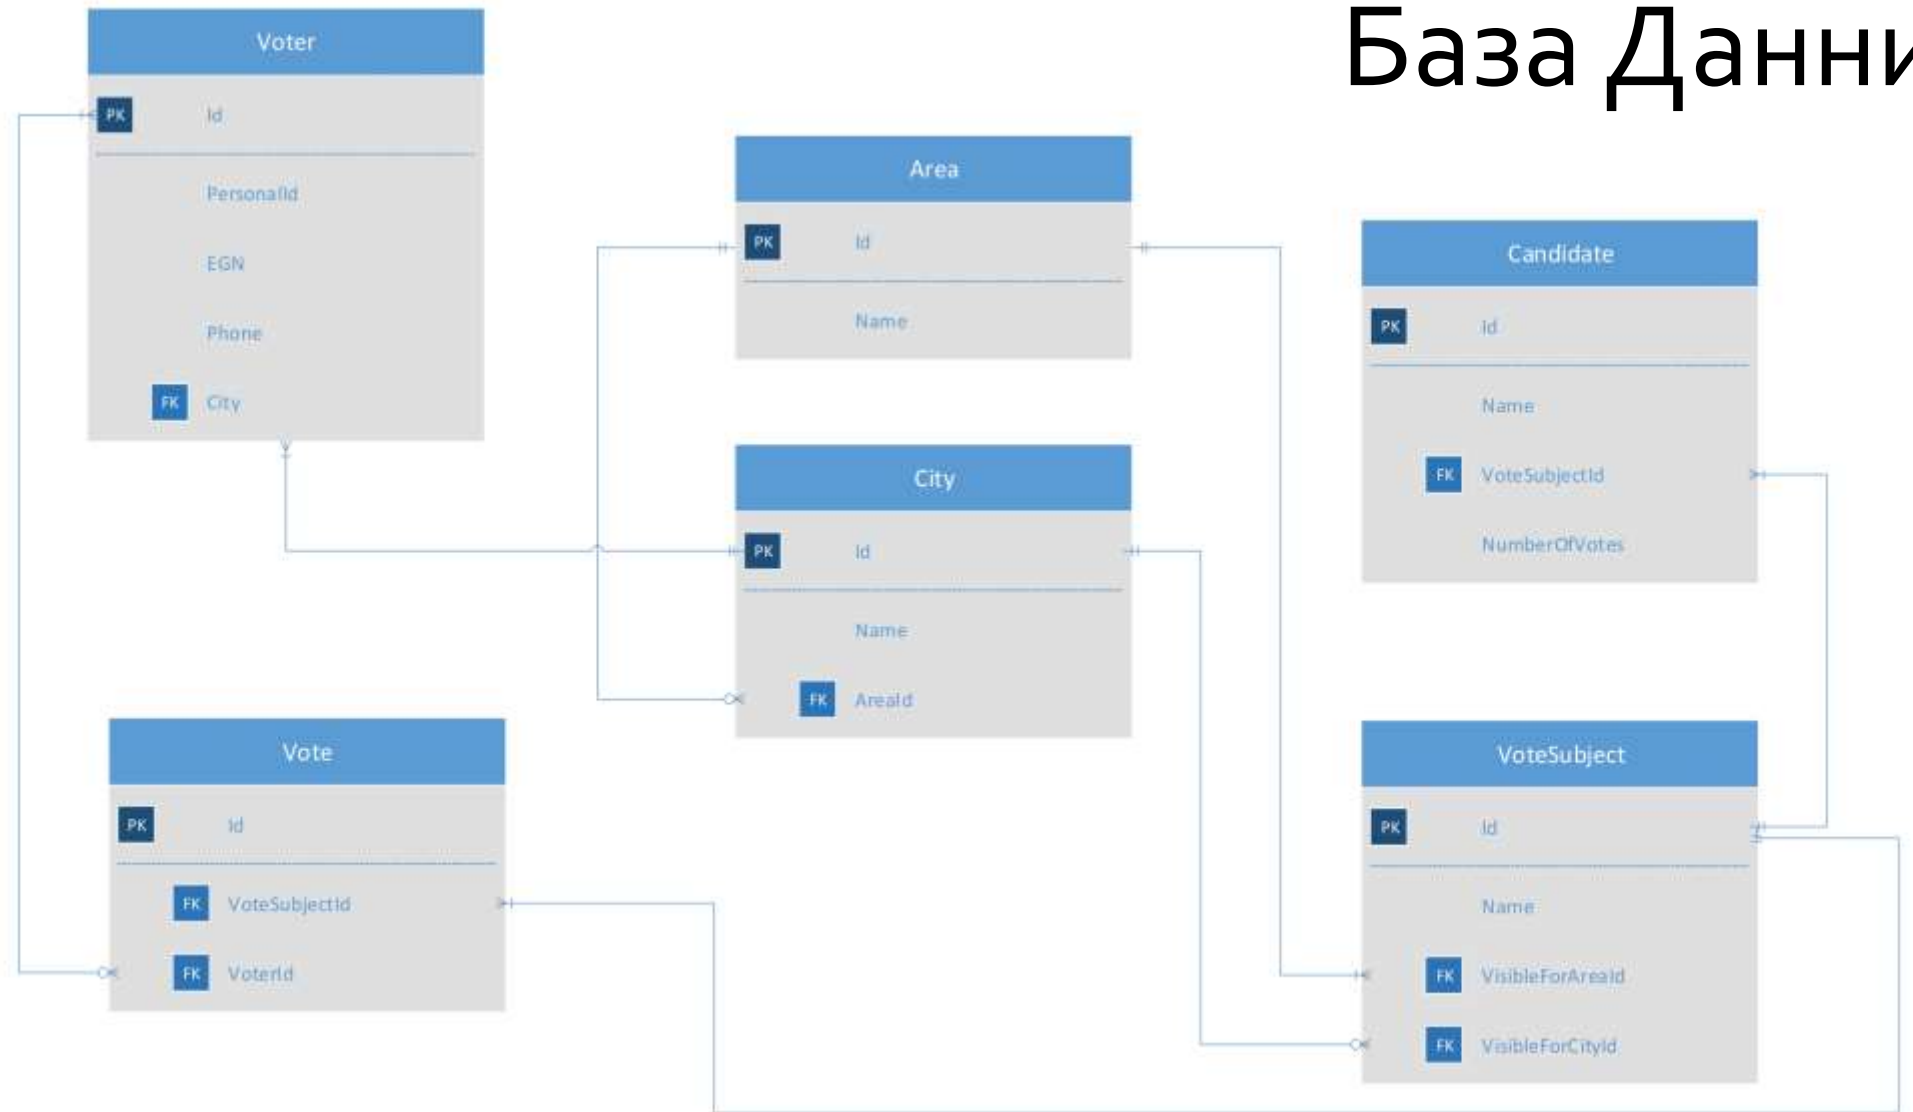 База Данни
Voter
PK Id
PersonalId
EGN
Phone
FK City
Area
PK Id
Name
City
PK Id
Name
FK AreaId
Candidate
PK Id
Name
FK VoteSubjectId
NumberOfVotes
Vote
PK Id
FK VoteSubjectId
FK VoterId
VoteSubject
PK Id
Name
FK VisibleForAreaId
FK VisibleForCityId